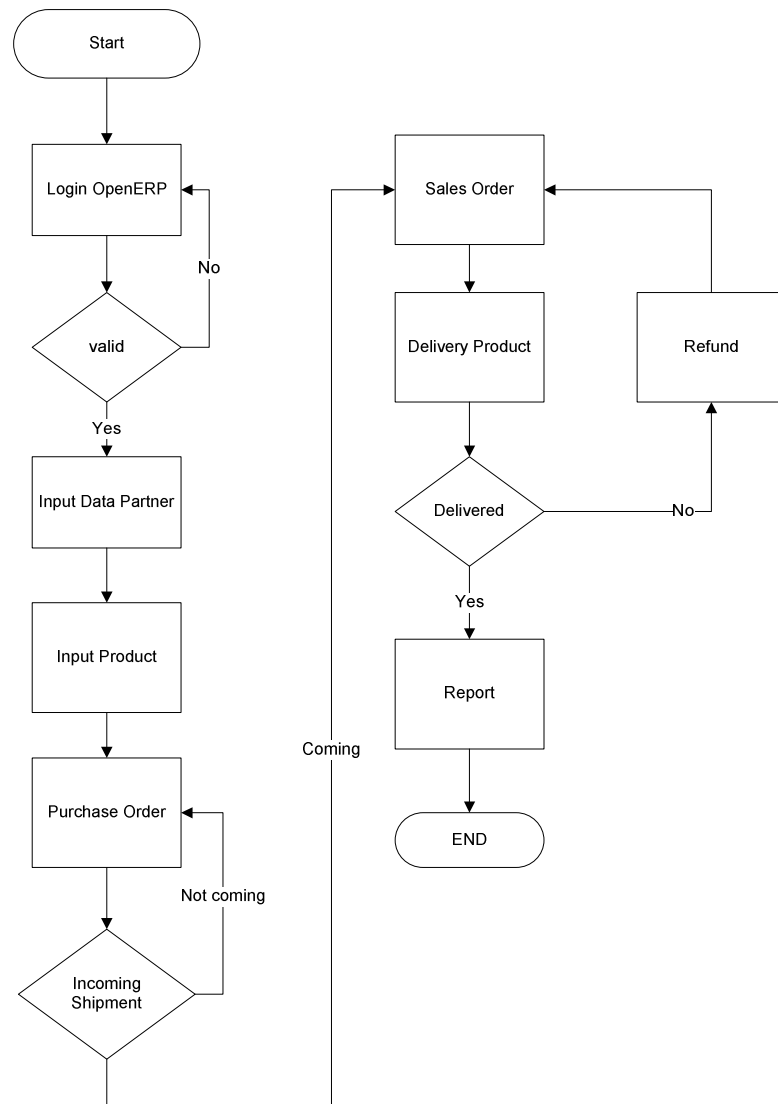 Start
Login OpenERP
No
valid
Yes
Input Data Partner
Input Product
Purchase Order
Not coming
Incoming
Shipment
Coming
Sales Order
Delivery Product
Refund
Delivered
No
Yes
Report
END